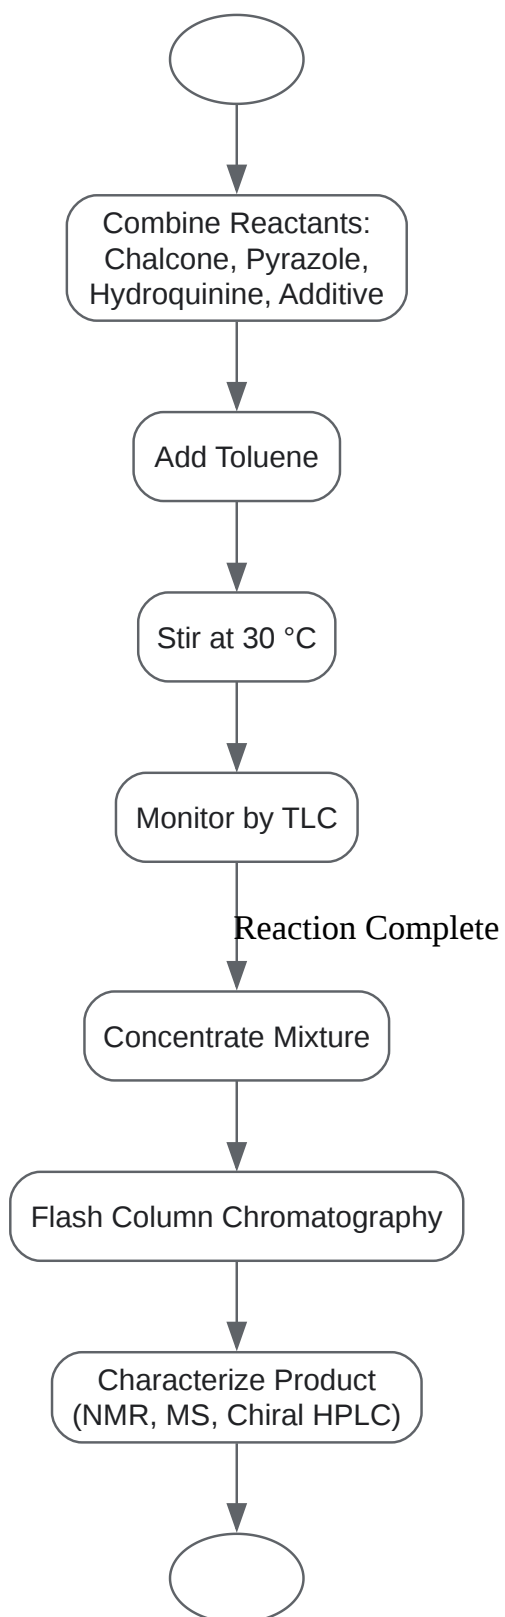 Combine Reactants:
Chalcone, Pyrazole,
Hydroquinine, Additive
Add Toluene
Stir at 30 °C
Monitor by TLC
Reaction Complete
Concentrate Mixture
Flash Column Chromatography
Characterize Product
(NMR, MS, Chiral HPLC)